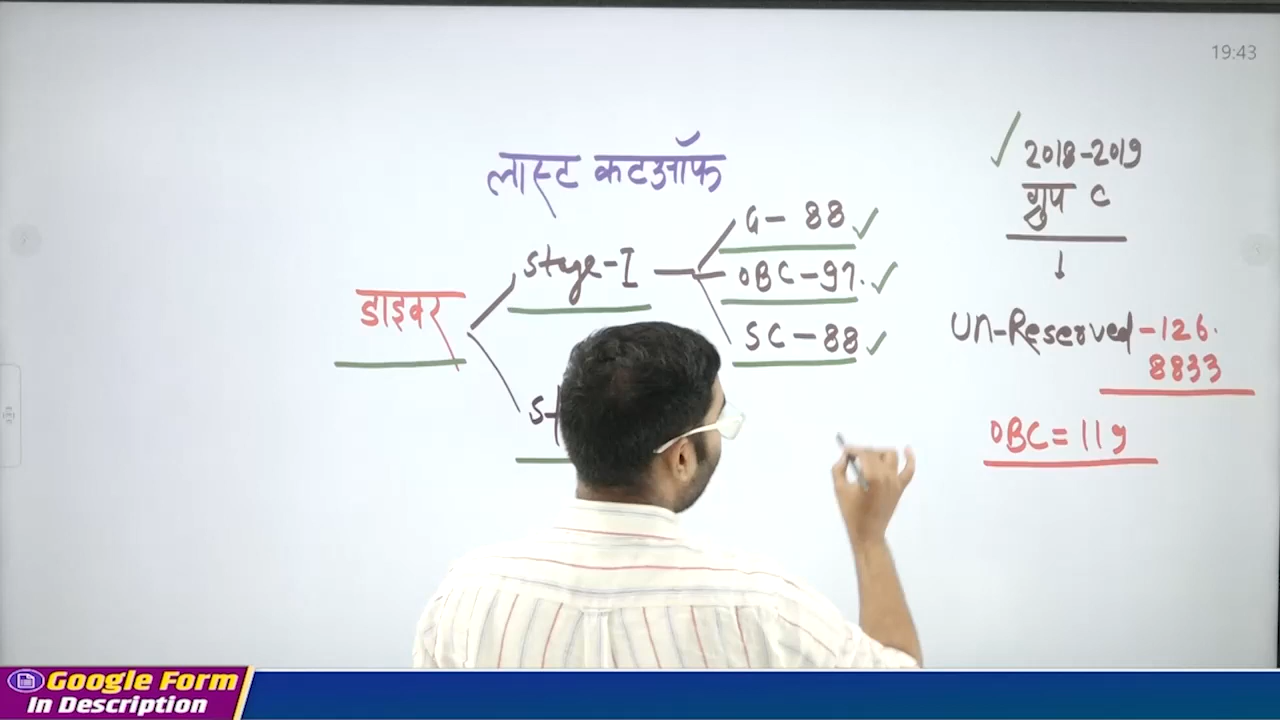 19:43
लास्ट कटऑफ
डाइवर
Stage-I
G- 88
OBC-97.
SC-88
2018-2019
ग्रुप C
Un-Reserved -126.
8833
OBC = 119
Google Form
In Description